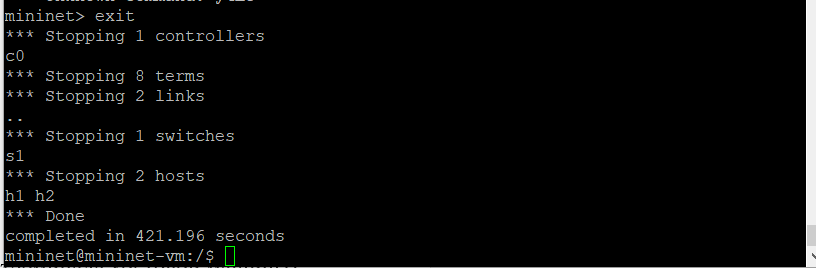 mininet> exit
*** Stopping 1 controllers
c0
*** Stopping 8 terms
*** Stopping 2 links
..
*** Stopping 1 switches
s1
*** Stopping 2 hosts
h1 h2
*** Done
completed in 421.196 seconds
mininet@mininet-vm:/$